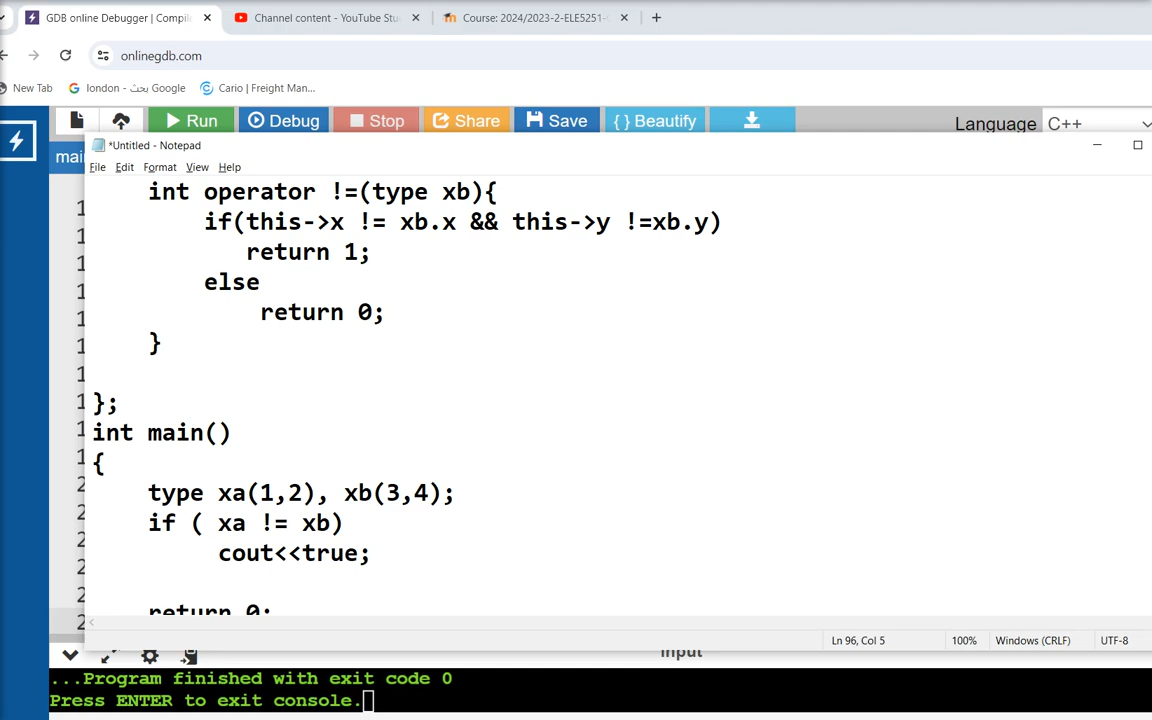 GDB online Debugger | Compile
Channel content - YouTube Stu
Course: 2024/2023-2-ELE5251-
onlinegdb.com
New Tab
london - بحث Google
Cario | Freight Man...
Run
Debug
Stop
Share
Save
{ } Beautify
Language C++
mai
*Untitled - Notepad
File Edit Format View Help
int operator !=(type xb){
if(this->x != xb.x && this->y !=xb.y)
return 1;
else
return 0;
}
};
int main()
{
type xa(1,2), xb(3,4);
if ( xa != xb)
cout<<true;
return 0;
Ln 96, Col 5
100%
Windows (CRLF)
UTF-8
input
...Program finished with exit code 0
Press ENTER to exit console.